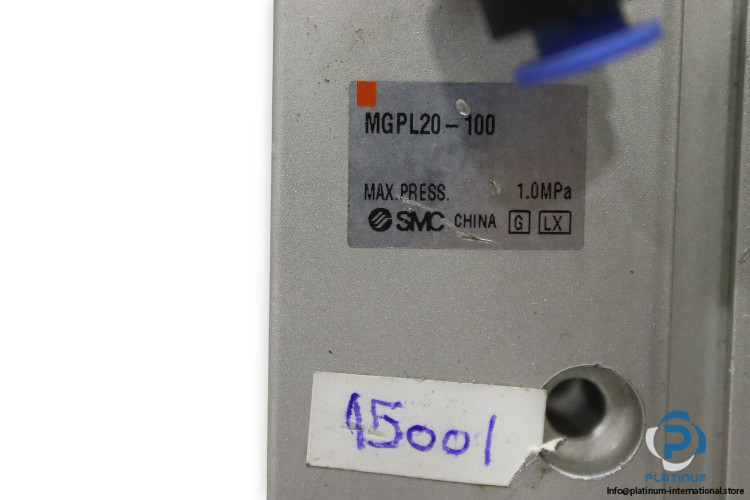 MGPL20-100
MAX.PRESS. 1.0MPa
SMC CHINA G LX
15001
PLATINUM
Info@platinum-international.store